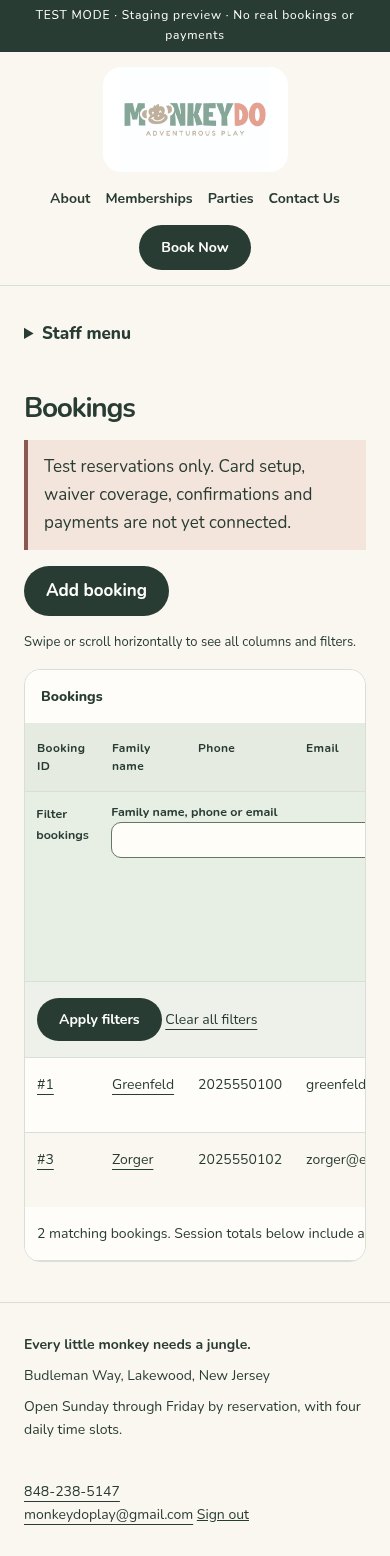 TEST MODE · Staging preview · No real bookings or
payments
MONKEYDO
ADVENTUROUS PLAY
About Memberships Parties Contact Us
Book Now
Staff menu
Bookings
Test reservations only. Card setup,
waiver coverage, confirmations and
payments are not yet connected.
Add booking
Swipe or scroll horizontally to see all columns and filters.
Bookings
Booking ID Family name Phone Email
Filter bookings Family name, phone or email
Apply filters Clear all filters
#1 Greenfeld 2025550100 greenfeld
#3 Zorger 2025550102 zorger@e
2 matching bookings. Session totals below include a
Every little monkey needs a jungle.
Budleman Way, Lakewood, New Jersey
Open Sunday through Friday by reservation, with four
daily time slots.
848-238-5147
monkeydoplay@gmail.com Sign out